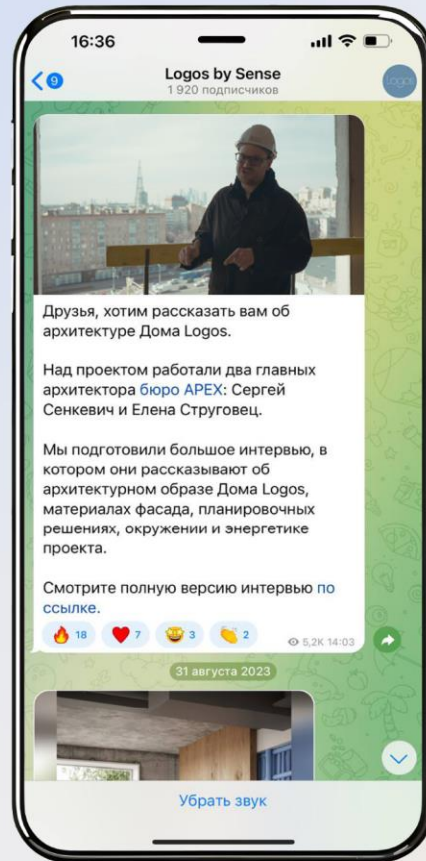 16:36
9
Logos by Sense
1 920 подписчиков
Logos
Друзья, хотим рассказать вам об
архитектуре Дома Logos.
Над проектом работали два главных
архитектора бюро APEX: Сергей
Сенкевич и Елена Струговец.
Мы подготовили большое интервью, в
котором они рассказывают об
архитектурном образе Дома Logos,
материалах фасада, планировочных
решениях, окружении и энергетике
проекта.
Смотрите полную версию интервью по
ссылке.
18 7 3 2 5,2K 14:03
31 августа 2023
Убрать звук